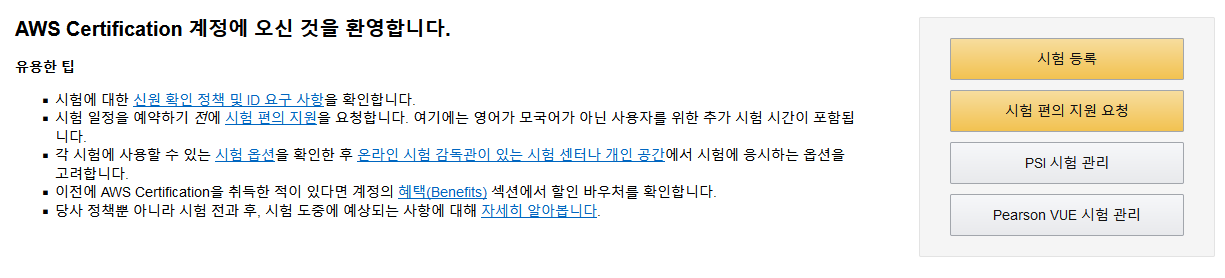 AWS Certification 계정에 오신 것을 환영합니다.
유용한 팁
시험에 대한 신원 확인 정책 및 ID 요구 사항을 확인합니다.
시험 일정을 예약하기 전에 시험 편의 지원을 요청합니다. 여기에는 영어가 모국어가 아닌 사용자를 위한 추가 시험 시간이 포함됩
니다.
각 시험에 사용할 수 있는 시험 옵션을 확인한 후 온라인 시험 감독관이 있는 시험 센터나 개인 공간에서 시험에 응시하는 옵션을
고려합니다.
이전에 AWS Certification을 취득한 적이 있다면 계정의 혜택(Benefits) 섹션에서 할인 바우처를 확인합니다.
당사 정책뿐 아니라 시험 전과 후, 시험 도중에 예상되는 사항에 대해 자세히 알아봅니다.
시험 등록
시험 편의 지원 요청
PSI 시험 관리
Pearson VUE 시험 관리